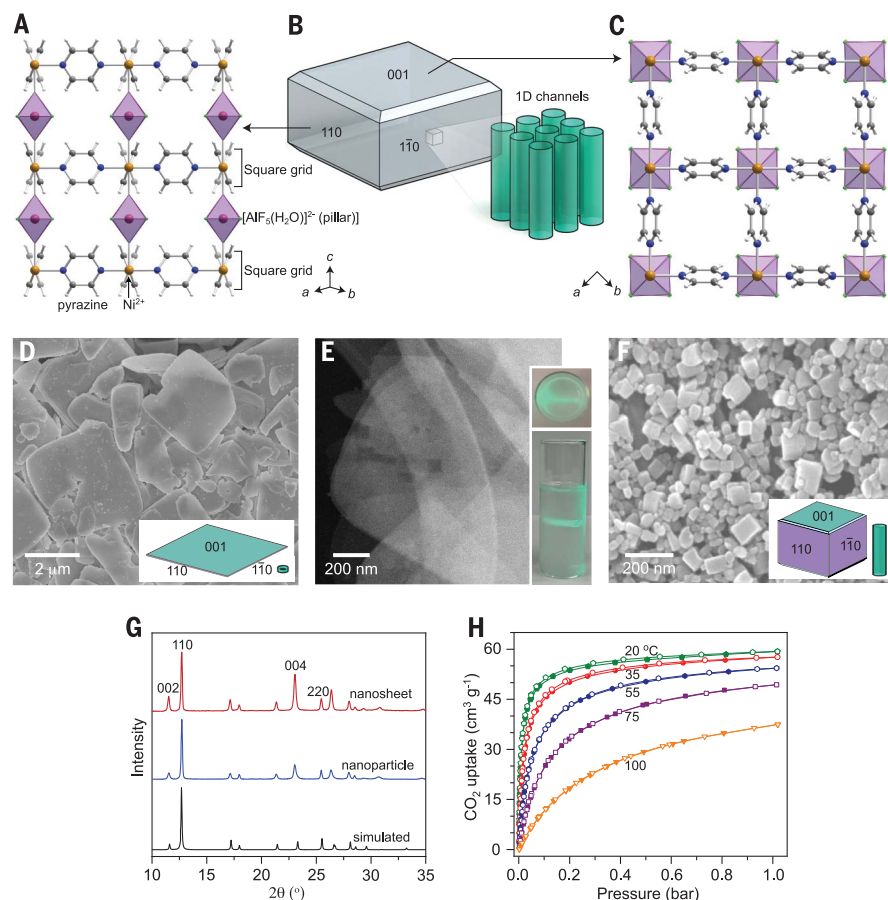 A
B
C
001
110
11̄0
1D channels
Square grid
[AlF5(H2O)]2- (pillar)]
Square grid
pyrazine
Ni2+
c
a
b
a
b
D
E
F
2 μm
001
110
11̄0
200 nm
200 nm
001
110
11̄0
G
H
110
002
004
220
nanosheet
nanoparticle
simulated
Intensity
10 15 20 25 30 35
2θ (°)
60
45
30
15
0
CO2 uptake (cm3 g-1)
20 ºC
35
55
75
100
0.0 0.2 0.4 0.6 0.8 1.0
Pressure (bar)